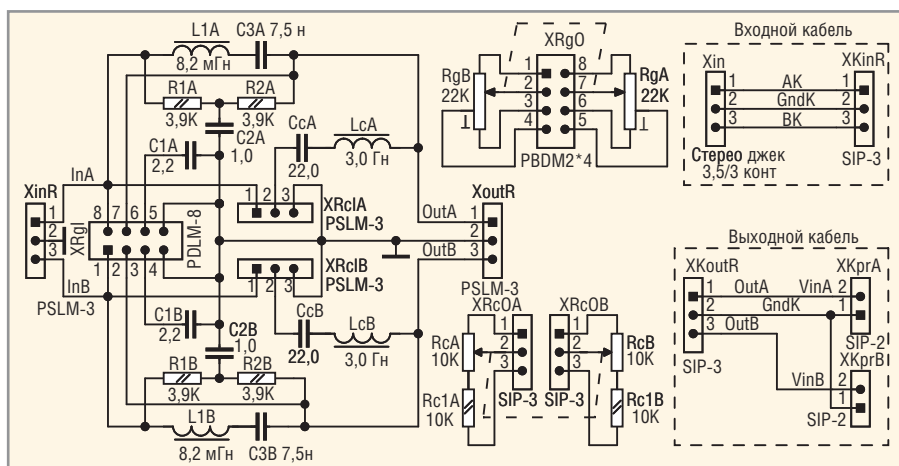 L1A
C3A 7,5 н
8,2 мГн
R1A
R2A
3,9K
3,9K
C2A
1,0
C1A
2,2
CcA
22,0
LcA
3,0 Гн
InA
XinR
1
2
3
XRgI
8 7 6 5
1 2 3 4
PDLM-8
InB
PSLM-3
1 2 3
XRcIA
PSLM-3
XRcIB
PSLM-3
1 2 3
XoutR
OutA
1
2
OutB
3
PSLM-3
C1B
2,2
C2B
1,0
CcB
22,0
LcB
3,0 Гн
R1B
R2B
3,9K
3,9K
L1B
8,2 мГн
C3B 7,5н
XRgO
RgB
22K
1
2
3
4
8
7
6
5
RgA
22K
PBDM2*4
XRcOA
XRcOB
RcA
10K
1
2
3
1
2
3
RcB
10K
Rc1A
10K
SIP-3
SIP-3
Rc1B
10K
Входной кабель
Xin
XKinR
1 AK 1
2 GndK 2
3 BK 3
Стерео джек
3,5/3 конт
SIP-3
Выходной кабель
XKoutR
XKprA
1 OutA VinA 2
2 GndK 1
3 OutB
SIP-2
SIP-3
XKprB
VinB 2
1
SIP-2